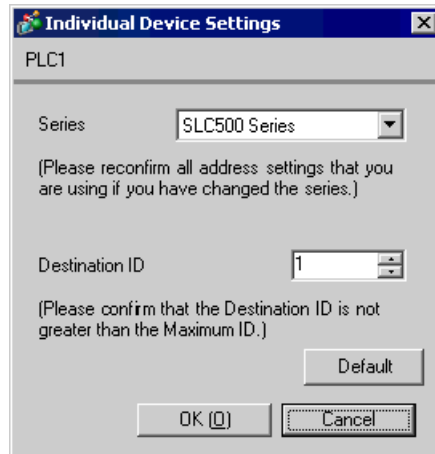 Individual Device Settings
PLC1
Series SLC500 Series
(Please reconfirm all address settings that you
are using if you have changed the series.)
Destination ID 1
(Please confirm that the Destination ID is not
greater than the Maximum ID.)
Default
OK (O) Cancel